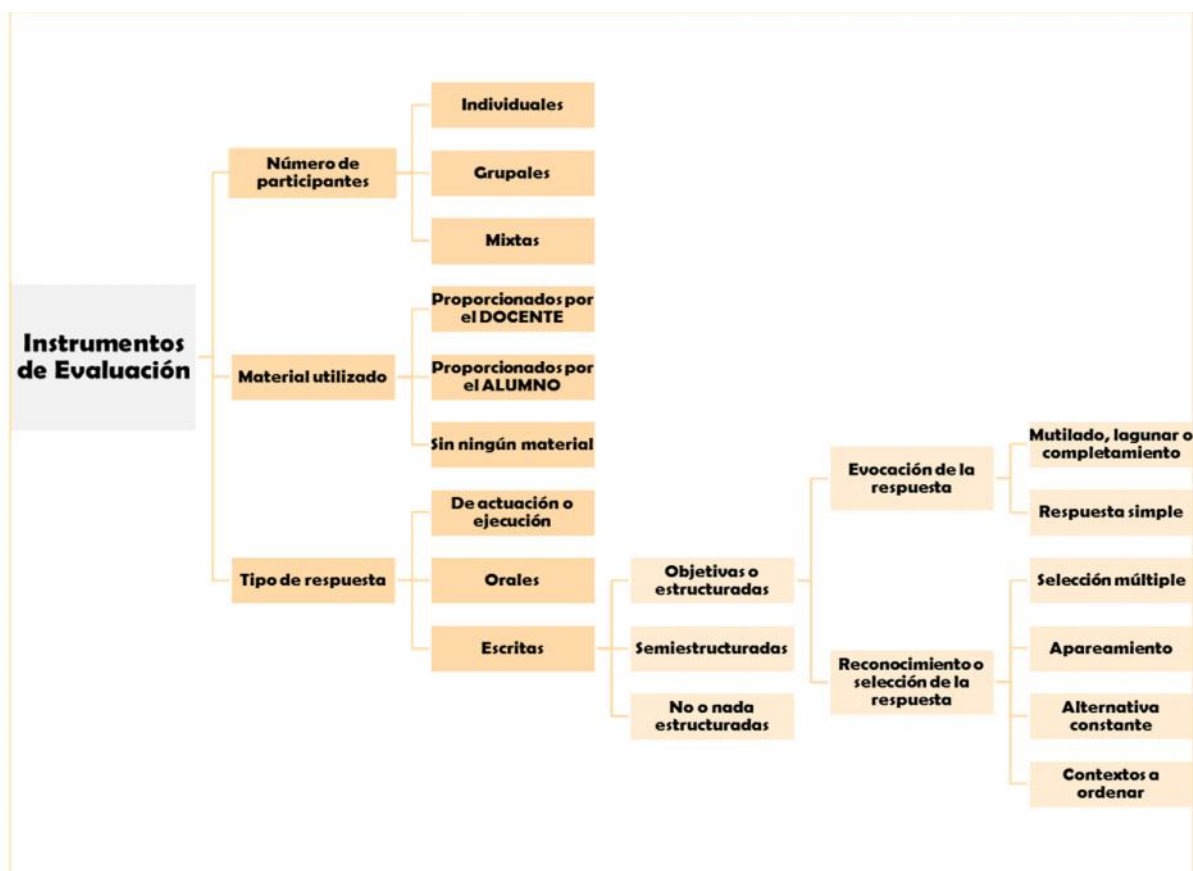 Individuales
Número de
participantes
Grupales
Mixtas
Instrumentos
de Evaluación
Proporcionados por
el DOCENTE
Material utilizado
Proporcionados por
el ALUMNO
Sin ningún material
De actuación o
ejecución
Tipo de respuesta
Orales
Escritas
Objetivas o
estructuradas
Semiestructuradas
No o nada
estructuradas
Evocación de la
respuesta
Mutilado, lagunar o
completamiento
Respuesta simple
Reconocimiento o
selección de la
respuesta
Selección múltiple
Apareamiento
Alternativa
constante
Contextos a
ordenar